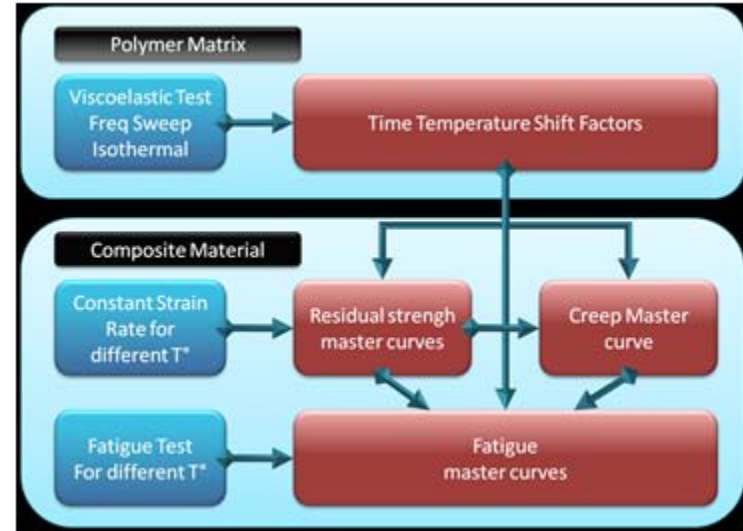 Polymer Matrix
Viscoelastic Test
Freq Sweep
Isothermal
Time Temperature Shift Factors
Composite Material
Constant Strain
Rate for
different T°
Residual strengh
master curves
Creep Master
curve
Fatigue Test
For different T°
Fatigue
master curves